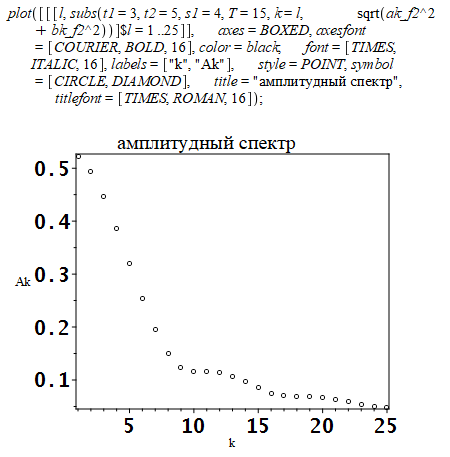 plot([[[l, subs(t1 = 3, t2 = 5, s1 = 4, T = 15, k = l, sqrt(ak_f2^2
+ bk_f2^2))]$l = 1 ..25]], axes = BOXED, axesfont
= [COURIER, BOLD, 16], color = black, font = [TIMES,
ITALIC, 16], labels = ["k", "Ak"], style = POINT, symbol
= [CIRCLE, DIAMOND], title = "амплитудный спектр",
titlefont = [TIMES, ROMAN, 16]);
амплитудный спектр
0.5
0.4
Ak 0.3
0.2
0.1
5 10 15 20 25
k